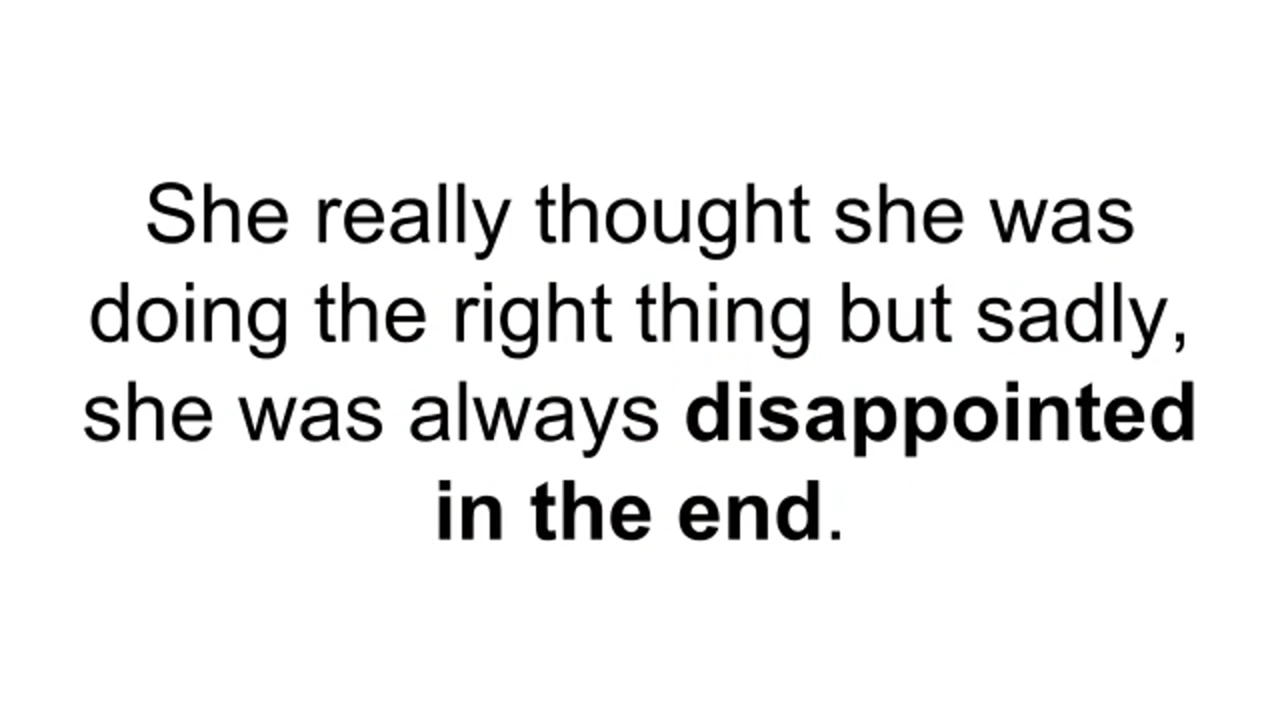 She really thought she was
doing the right thing but sadly,
she was always disappointed
in the end.